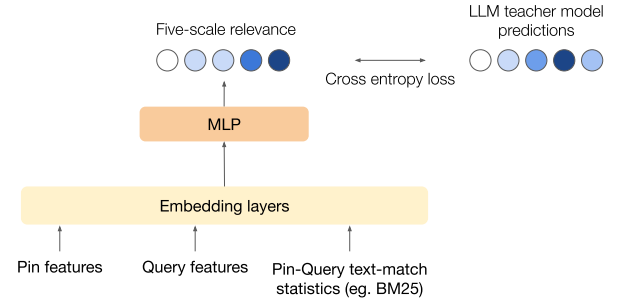 Five-scale relevance
LLM teacher model
predictions
Cross entropy loss
MLP
Embedding layers
Pin features
Query features
Pin-Query text-match
statistics (eg. BM25)